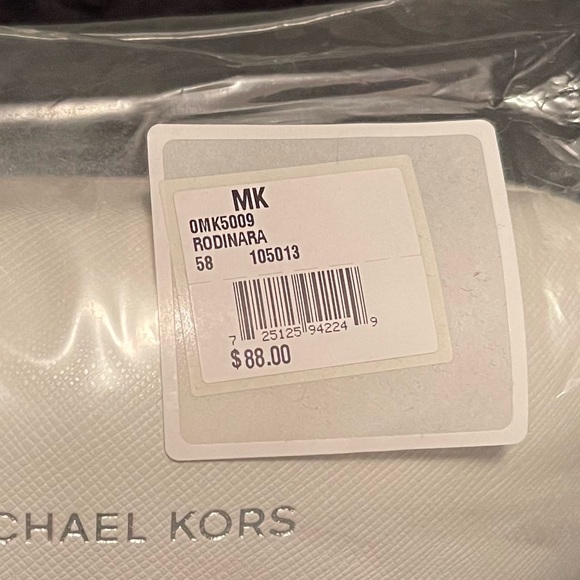 MK
0MK5009
RODINARA
58 105013
7 25125 94224 9
$88.00
CHAEL KORS